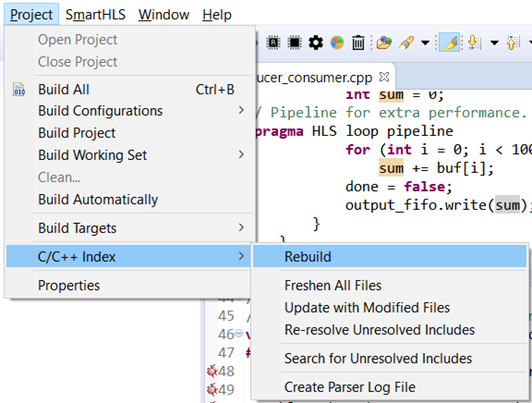 Project SmartHLS Window Help
Open Project
Close Project
Build All Ctrl+B
Build Configurations
Build Project
Build Working Set
Clean...
Build Automatically
Build Targets
C/C++ Index
Properties
Rebuild
Freshen All Files
Update with Modified Files
Re-resolve Unresolved Includes
Search for Unresolved Includes
Create Parser Log File
ucer_consumer.cpp
int sum = 0;
/ Pipeline for extra performance.
pragma HLS loop pipeline
for (int i = 0; i < 100
sum += buf[i];
done = false;
output_fifo.write(sum);
}
}
45 /
46 v
47 #
48
49